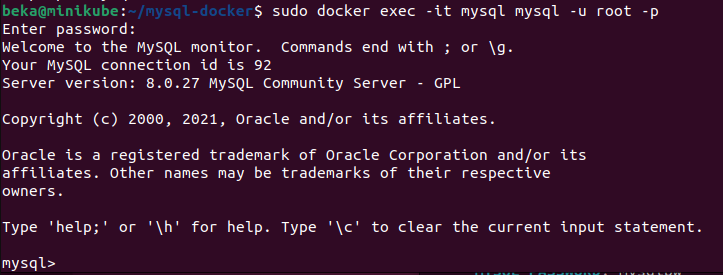 beka@minikube:~/mysql-docker$ sudo docker exec -it mysql mysql -u root -p
Enter password:
Welcome to the MySQL monitor.  Commands end with ; or \g.
Your MySQL connection id is 92
Server version: 8.0.27 MySQL Community Server - GPL

Copyright (c) 2000, 2021, Oracle and/or its affiliates.

Oracle is a registered trademark of Oracle Corporation and/or its
affiliates. Other names may be trademarks of their respective
owners.

Type 'help;' or '\h' for help. Type '\c' to clear the current input statement.

mysql>